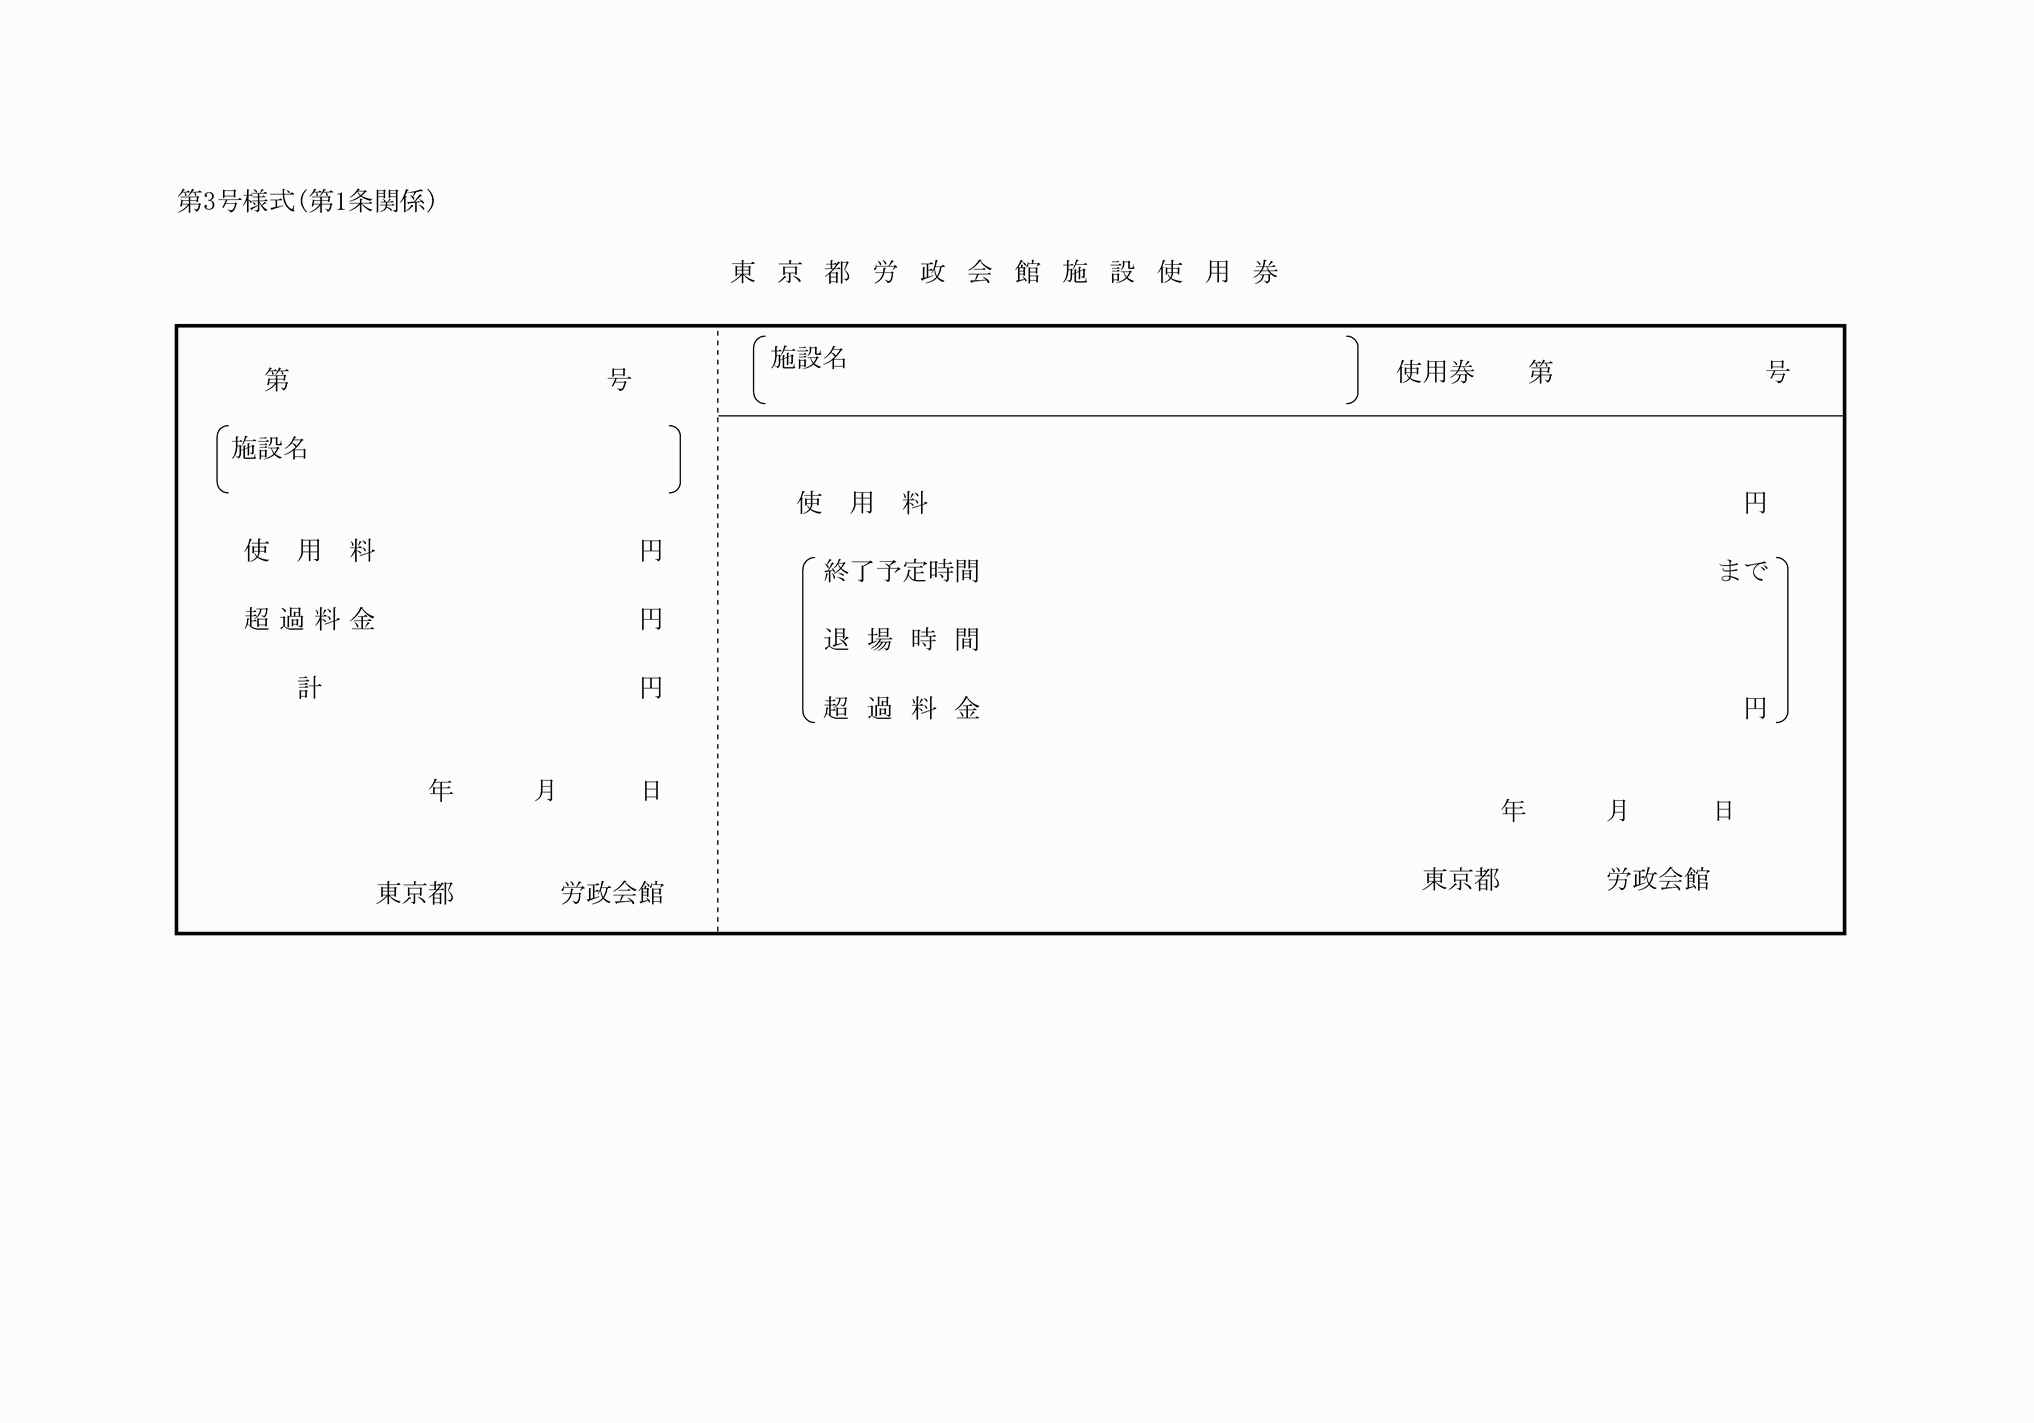 第3号様式(第1条関係)
東京都労政会館施設使用券
第　　　号
施設名
使用料　　　円
超過料金　　　円
計　　　円
年　　　月　　　日
東京都　　　労政会館
施設名
使用券　第　　　号
使用料　　　円
終了予定時間　　　まで
退場時間
超過料金　　　円
年　　　月　　　日
東京都　　　労政会館